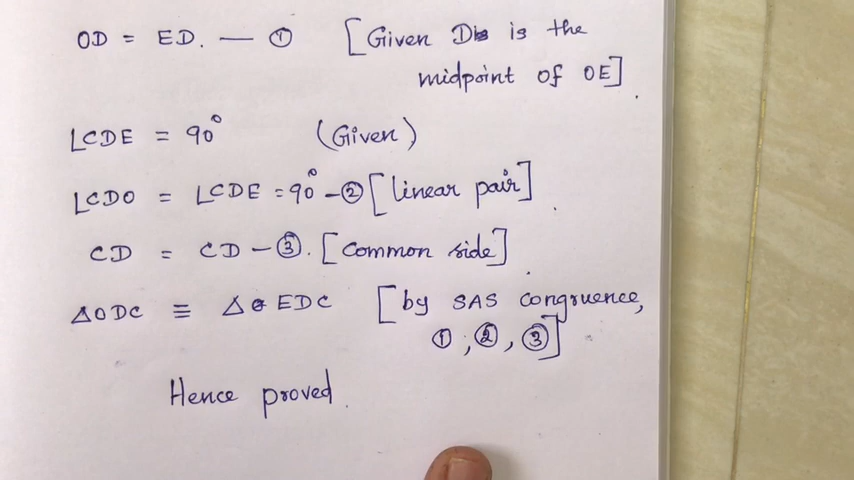 OD = ED. — ① [Given D is the
midpoint of OE]
∠CDE = 90° (Given)
∠CDO = ∠CDE = 90° - ② [linear pair]
CD = CD - ③. [Common side]
△ODC ≡ △EDC [by SAS congruence,
①, ②, ③]
Hence proved.